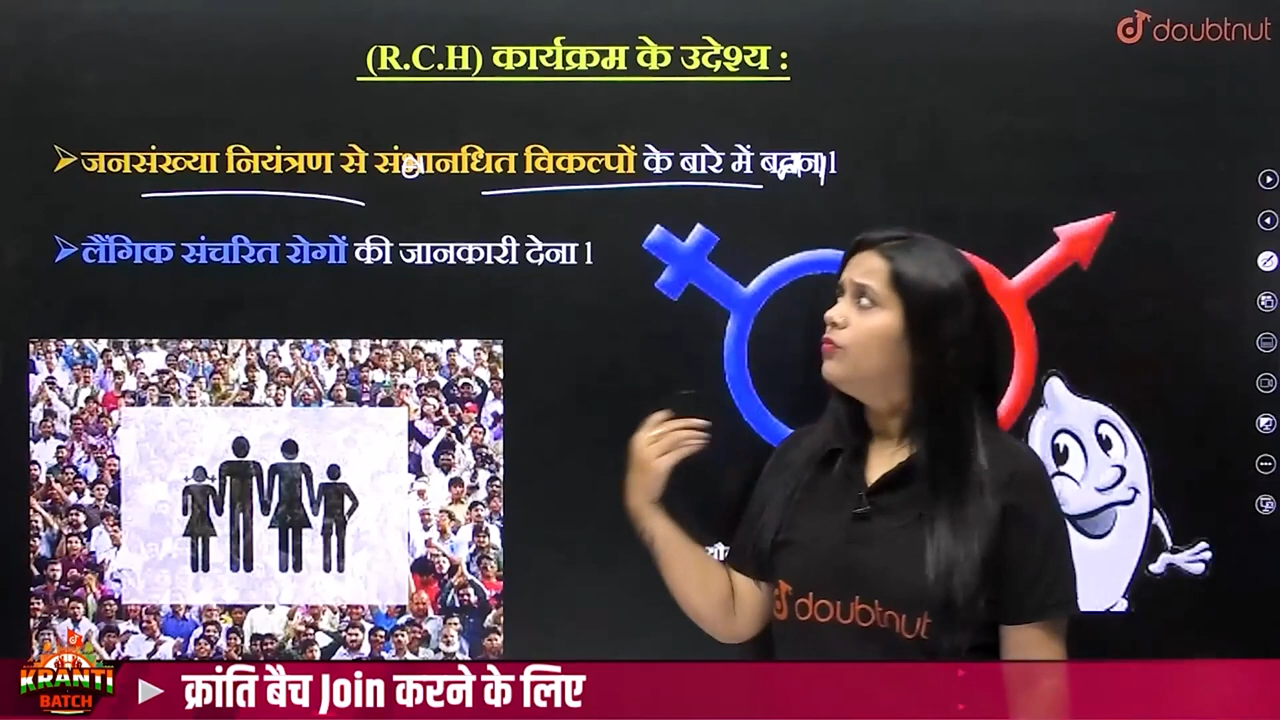 doubtnut
(R.C.H) कार्यक्रम के उदेश्य :
➢जनसंख्या नियंत्रण से के बारे में
विकल्पों
➢लैंगिक संचरित रोगों की जानकारी देना l
doubtnut
KRANTI
BATCH
क्रांति बैच Join करने के लिए